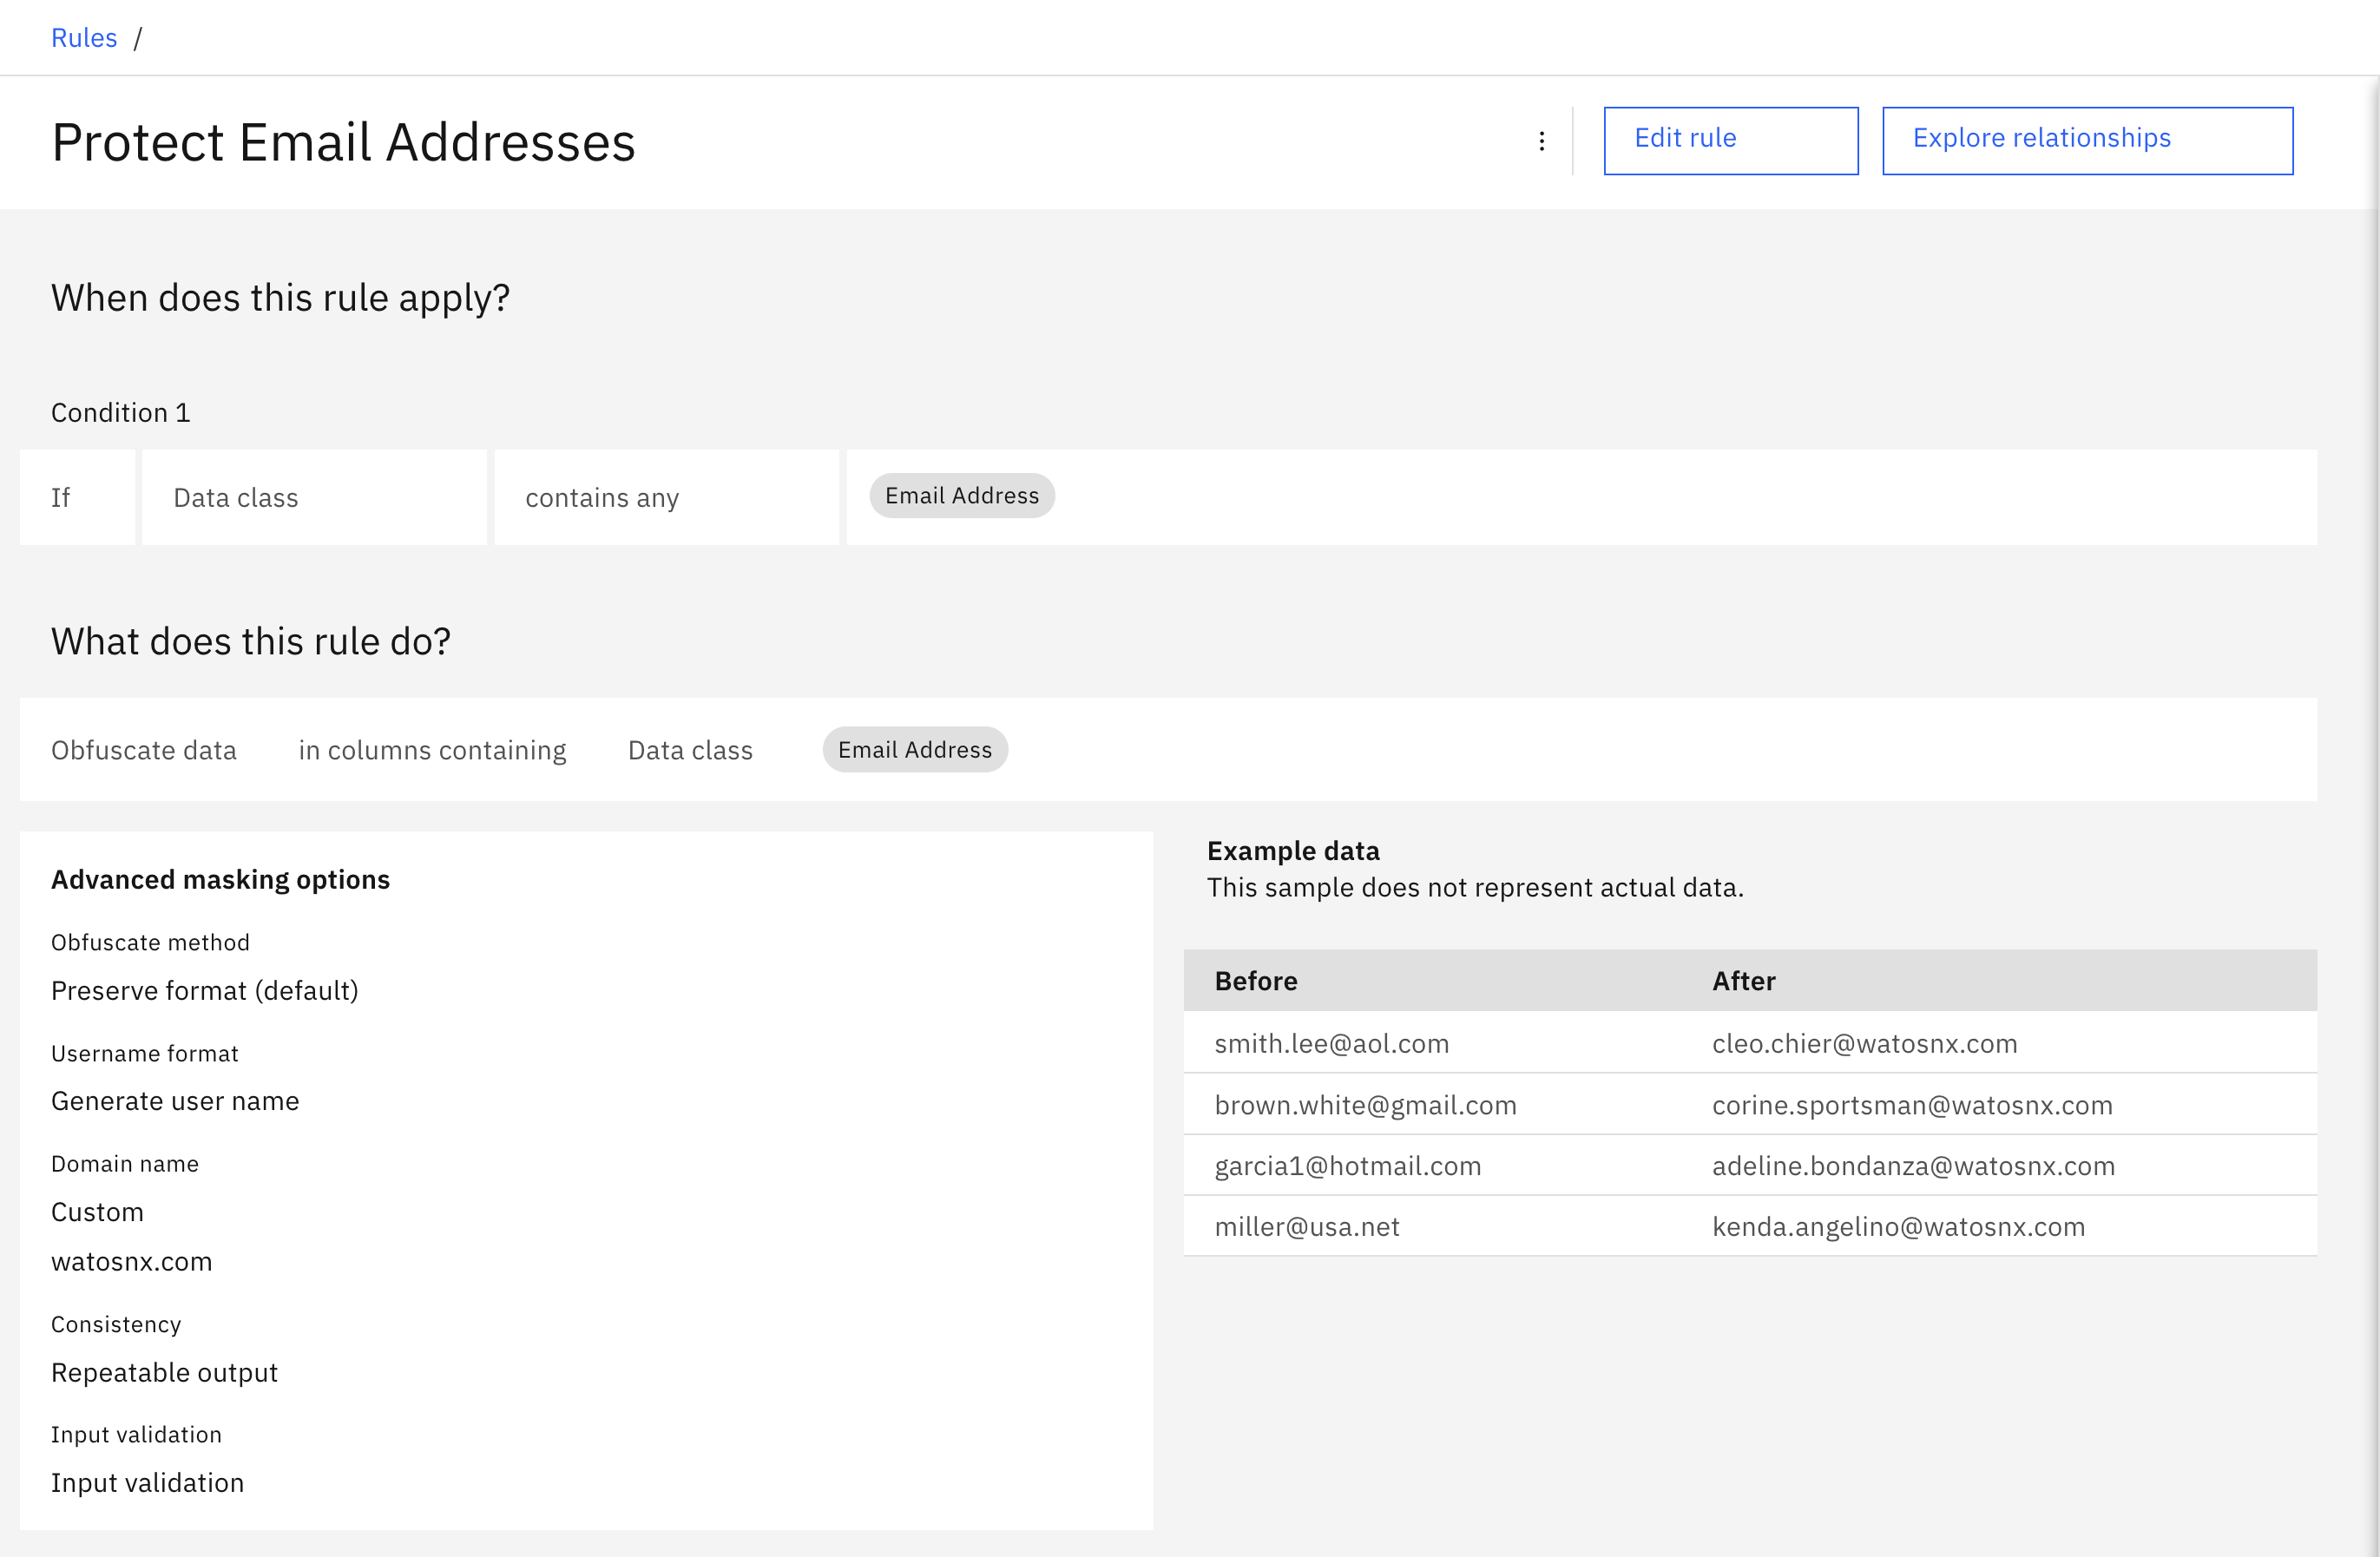 Rules /
Protect Email Addresses
Edit rule
Explore relationships
When does this rule apply?
Condition 1
If Data class contains any Email Address
What does this rule do?
Obfuscate data in columns containing Data class Email Address
Advanced masking options
Obfuscate method
Preserve format (default)
Username format
Generate user name
Domain name
Custom
watosnx.com
Consistency
Repeatable output
Input validation
Input validation
Example data
This sample does not represent actual data.
Before After
smith.lee@aol.com cleo.chier@watosnx.com
brown.white@gmail.com corine.sportsman@watosnx.com
garcia1@hotmail.com adeline.bondanza@watosnx.com
miller@usa.net kenda.angelino@watosnx.com